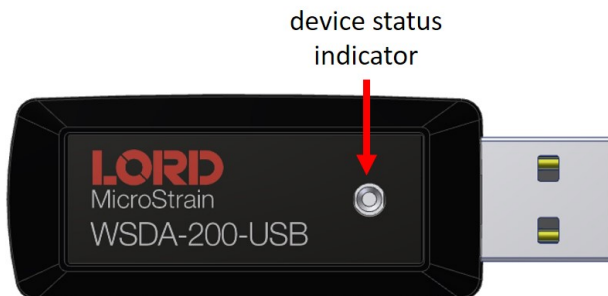 device status
indicator
LORD
MicroStrain
WSDA-200-USB